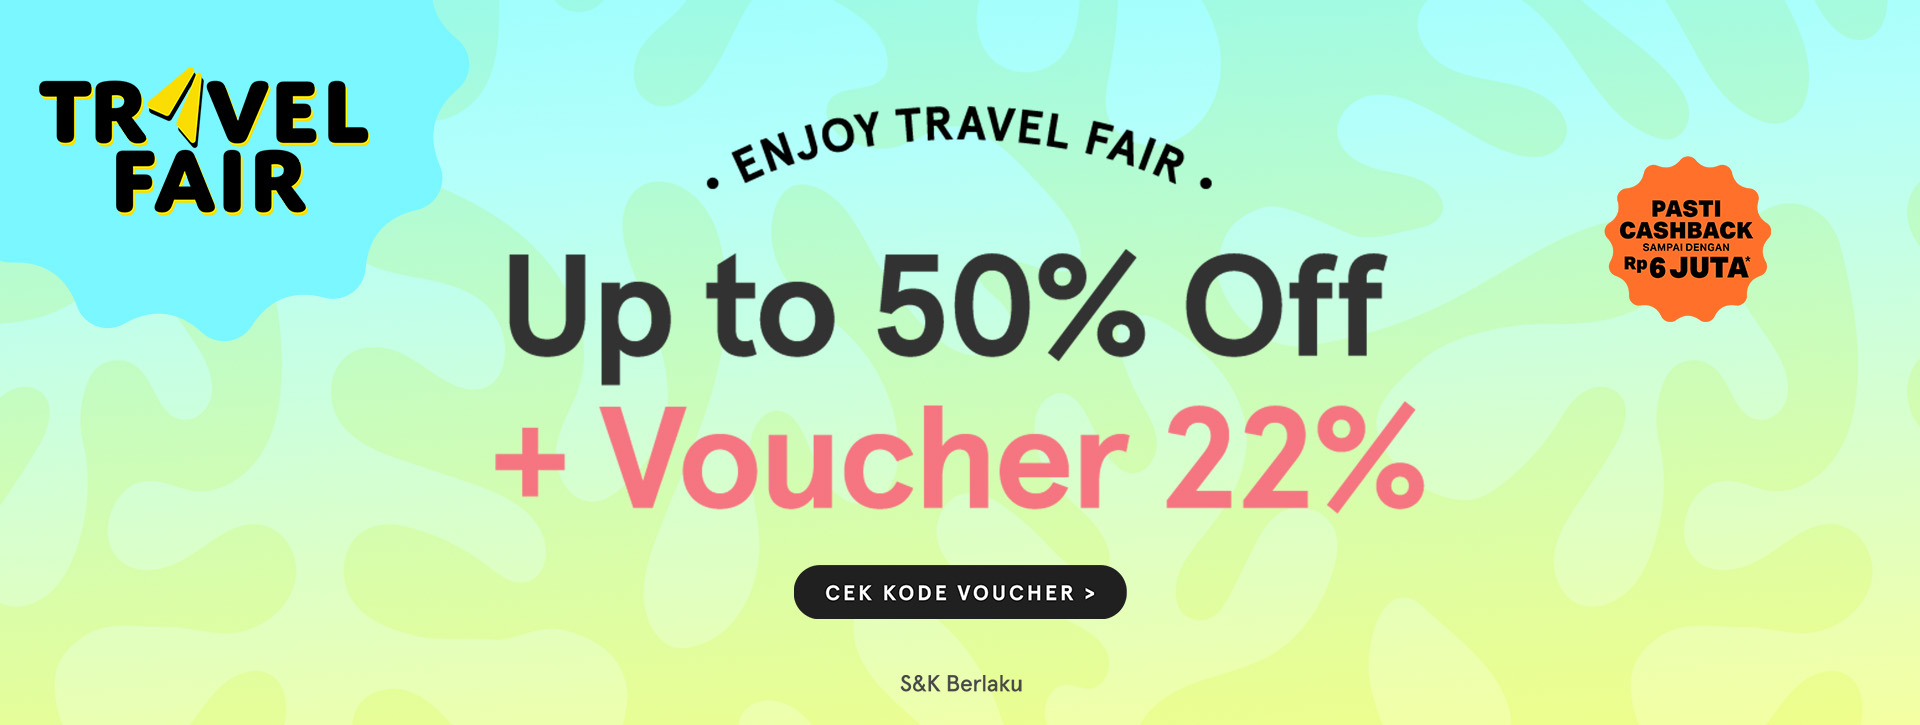 TRAVEL
FAIR
• ENJOY TRAVEL FAIR •
Up to 50% Off
+ Voucher 22%
CEK KODE VOUCHER >
S&K Berlaku
PASTI
CASHBACK
SAMPAI DENGAN
Rp6 JUTA*